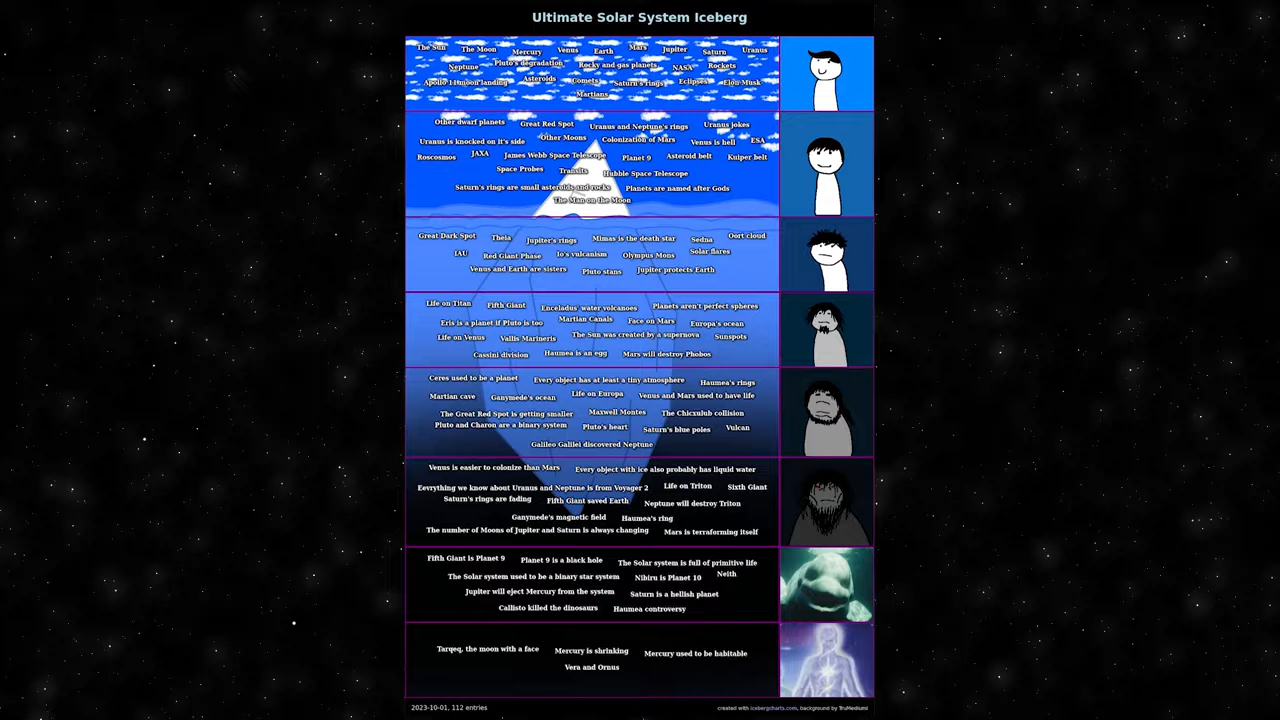 Ultimate Solar System Iceberg
The Sun The Moon Mercury Venus Earth Mars Jupiter Saturn Uranus
Neptune Pluto's degradation Rocky and gas planets NASA Rockets
Apollo 11 moon landing Asteroids Comets Saturn's rings Eclipses Elon Musk
Martians
Other dwarf planets Great Red Spot Uranus and Neptune's rings Uranus jokes
Uranus is knocked on it's side Other Moons Colonization of Mars Venus is hell ESA
Roscosmos JAXA James Webb Space Telescope Planet 9 Asteroid belt Kuiper belt
Space Probes Transits Hubble Space Telescope
Saturn's rings are small asteroids and rocks Planets are named after Gods
The Man on the Moon
Great Dark Spot Theia Jupiter's rings Mimas is the death star Sedna Oort cloud
IAU Red Giant Phase Io's vulcanism Olympus Mons Solar flares
Venus and Earth are sisters Pluto stans Jupiter protects Earth
Life on Titan Fifth Giant Enceladus' water volcanoes Planets aren't perfect spheres
Eris is a planet if Pluto is too Martian Canals Face on Mars Europa's ocean
Life on Venus Vallis Marineris The Sun was created by a supernova Sunspots
Cassini division Haumea is an egg Mars will destroy Phobos
Ceres used to be a planet Every object has at least a tiny atmosphere Haumea's rings
Martian cave Ganymede's ocean Life on Europa Venus and Mars used to have life
The Great Red Spot is getting smaller Maxwell Montes The Chicxulub collision
Pluto and Charon are a binary system Pluto's heart Saturn's blue poles Vulcan
Galileo Galilei discovered Neptune
Venus is easier to colonize than Mars Every object with ice also probably has liquid water
Eevrything we know about Uranus and Neptune is from Voyager 2 Life on Triton Sixth Giant
Saturn's rings are fading Fifth Giant saved Earth Neptune will destroy Triton
Ganymede's magnetic field Haumea's ring
The number of Moons of Jupiter and Saturn is always changing Mars is terraforming itself
Fifth Giant is Planet 9 Planet 9 is a black hole The Solar system is full of primitive life
The Solar system used to be a binary star system Nibiru is Planet 10 Neith
Jupiter will eject Mercury from the system Saturn is a hellish planet
Callisto killed the dinosaurs Haumea controversy
Tarqeq, the moon with a face Mercury is shrinking Mercury used to be habitable
Vera and Ornus
2023-10-01, 112 entries created with icebergcharts.com, background by TruMediumI